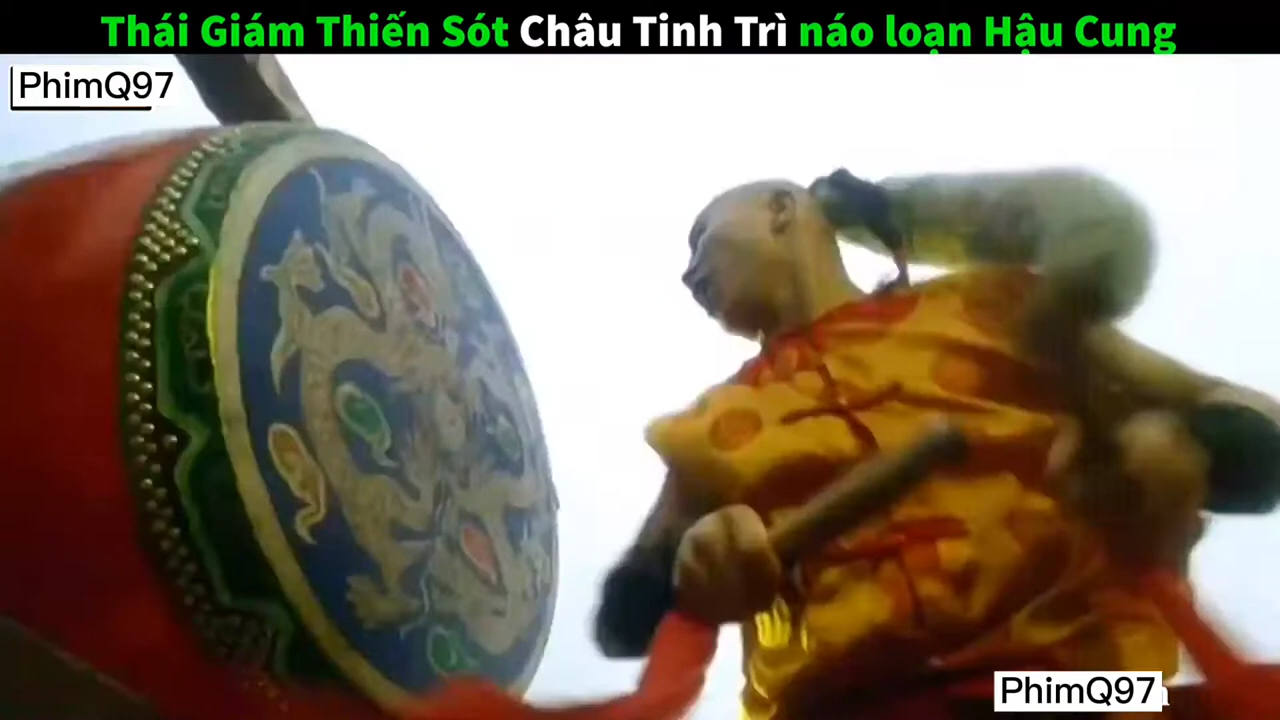 Thái Giám Thiến Sót Châu Tinh Trì náo loạn Hậu Cung
PhimQ97
PhimQ97